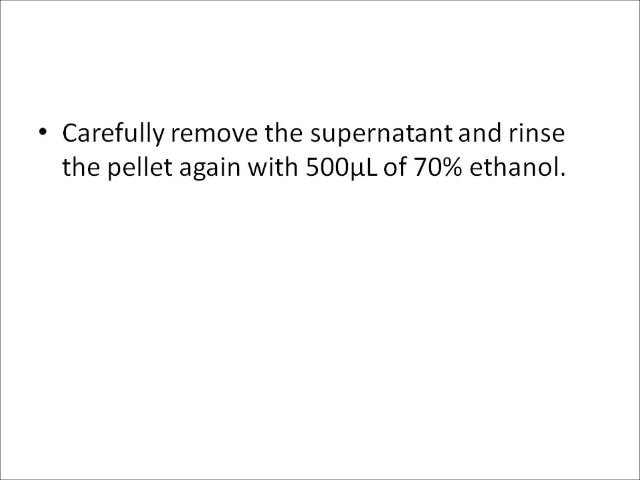 • Carefully remove the supernatant and rinse
the pellet again with 500µL of 70% ethanol.